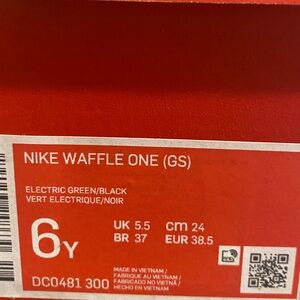 NIKE WAFFLE ONE (GS)
ELECTRIC GREEN/BLACK
VERT ELECTRIQUE/NOIR
6Y
UK 5.5 cm 24
BR 37 EUR 38.5
MADE IN VIETNAM /
FABRIQUE AU VIETNAM /
FABRICADO NO VIETNÃ /
HECHO EN VIETNAM
DC0481 300